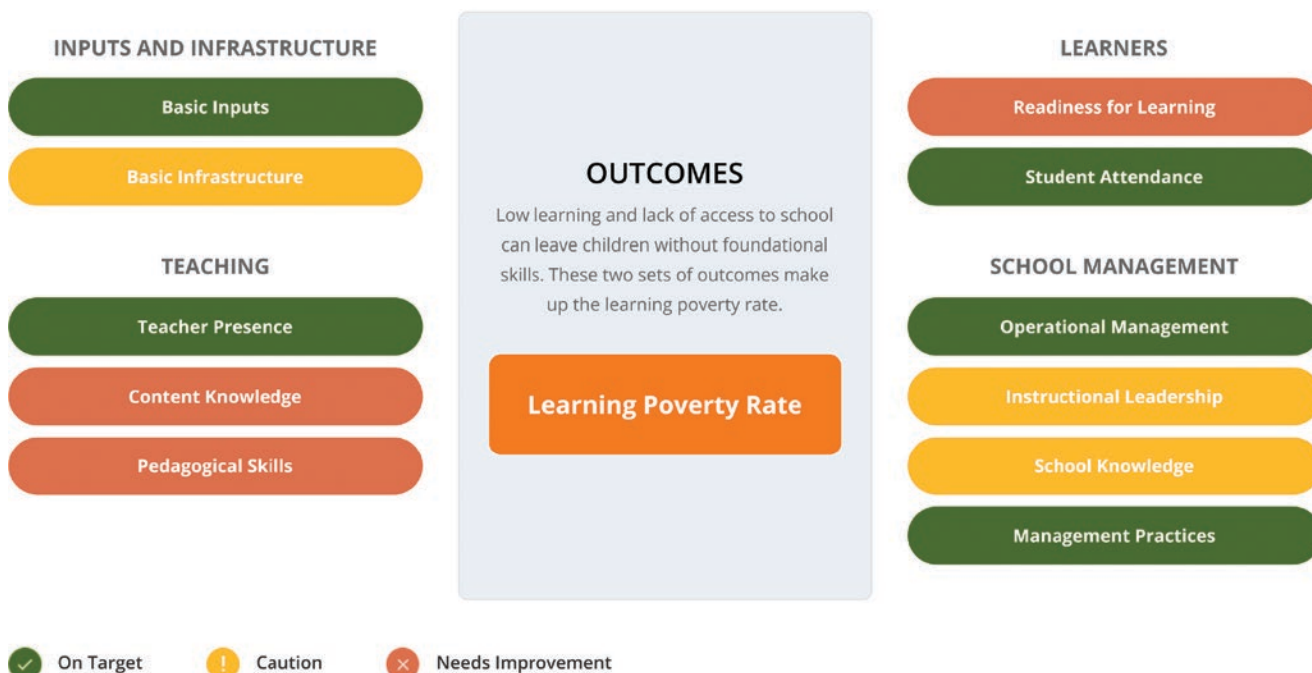 INPUTS AND INFRASTRUCTURE
Basic Inputs
Basic Infrastructure
TEACHING
Teacher Presence
Content Knowledge
Pedagogical Skills
OUTCOMES
Low learning and lack of access to school
can leave children without foundational
skills. These two sets of outcomes make
up the learning poverty rate.
Learning Poverty Rate
LEARNERS
Readiness for Learning
Student Attendance
SCHOOL MANAGEMENT
Operational Management
Instructional Leadership
School Knowledge
Management Practices
On Target
! Caution
Needs Improvement